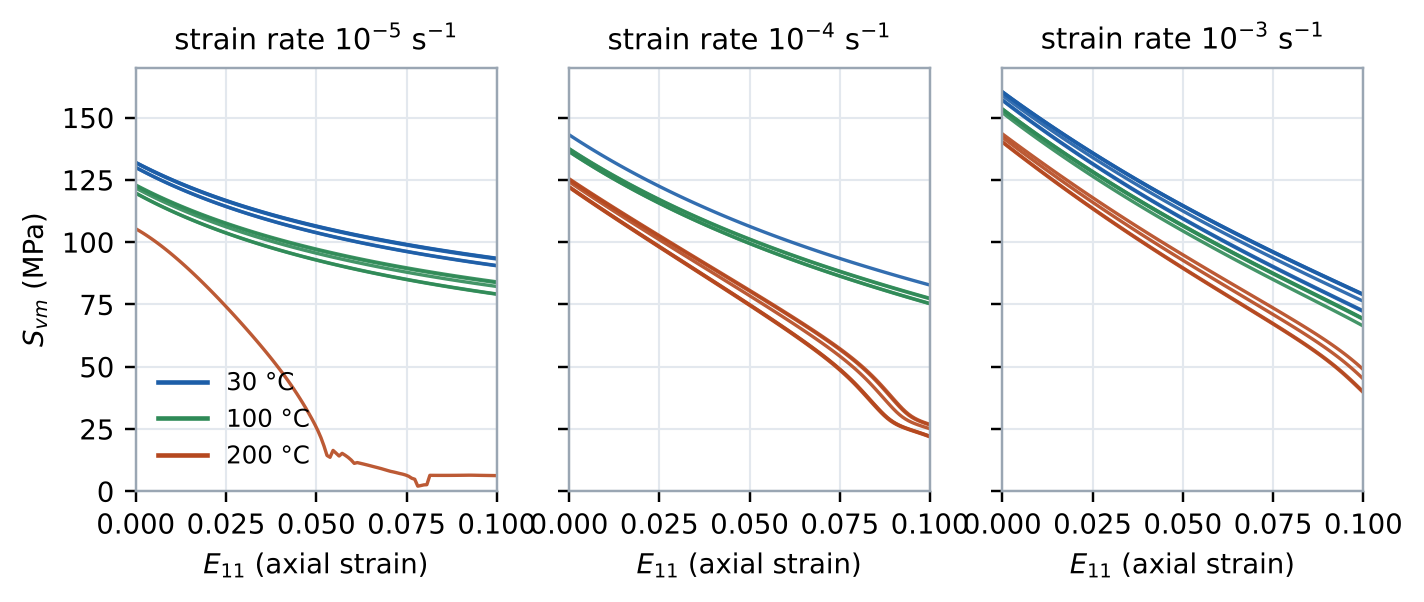 strain rate 10⁻⁵ s⁻¹
strain rate 10⁻⁴ s⁻¹
strain rate 10⁻³ s⁻¹
S_vm (MPa)
150
125
100
75
50
25
0
30 °C
100 °C
200 °C
0.000 0.025 0.050 0.075 0.100
0.000 0.025 0.050 0.075 0.100
0.000 0.025 0.050 0.075 0.100
E₁₁ (axial strain)
E₁₁ (axial strain)
E₁₁ (axial strain)